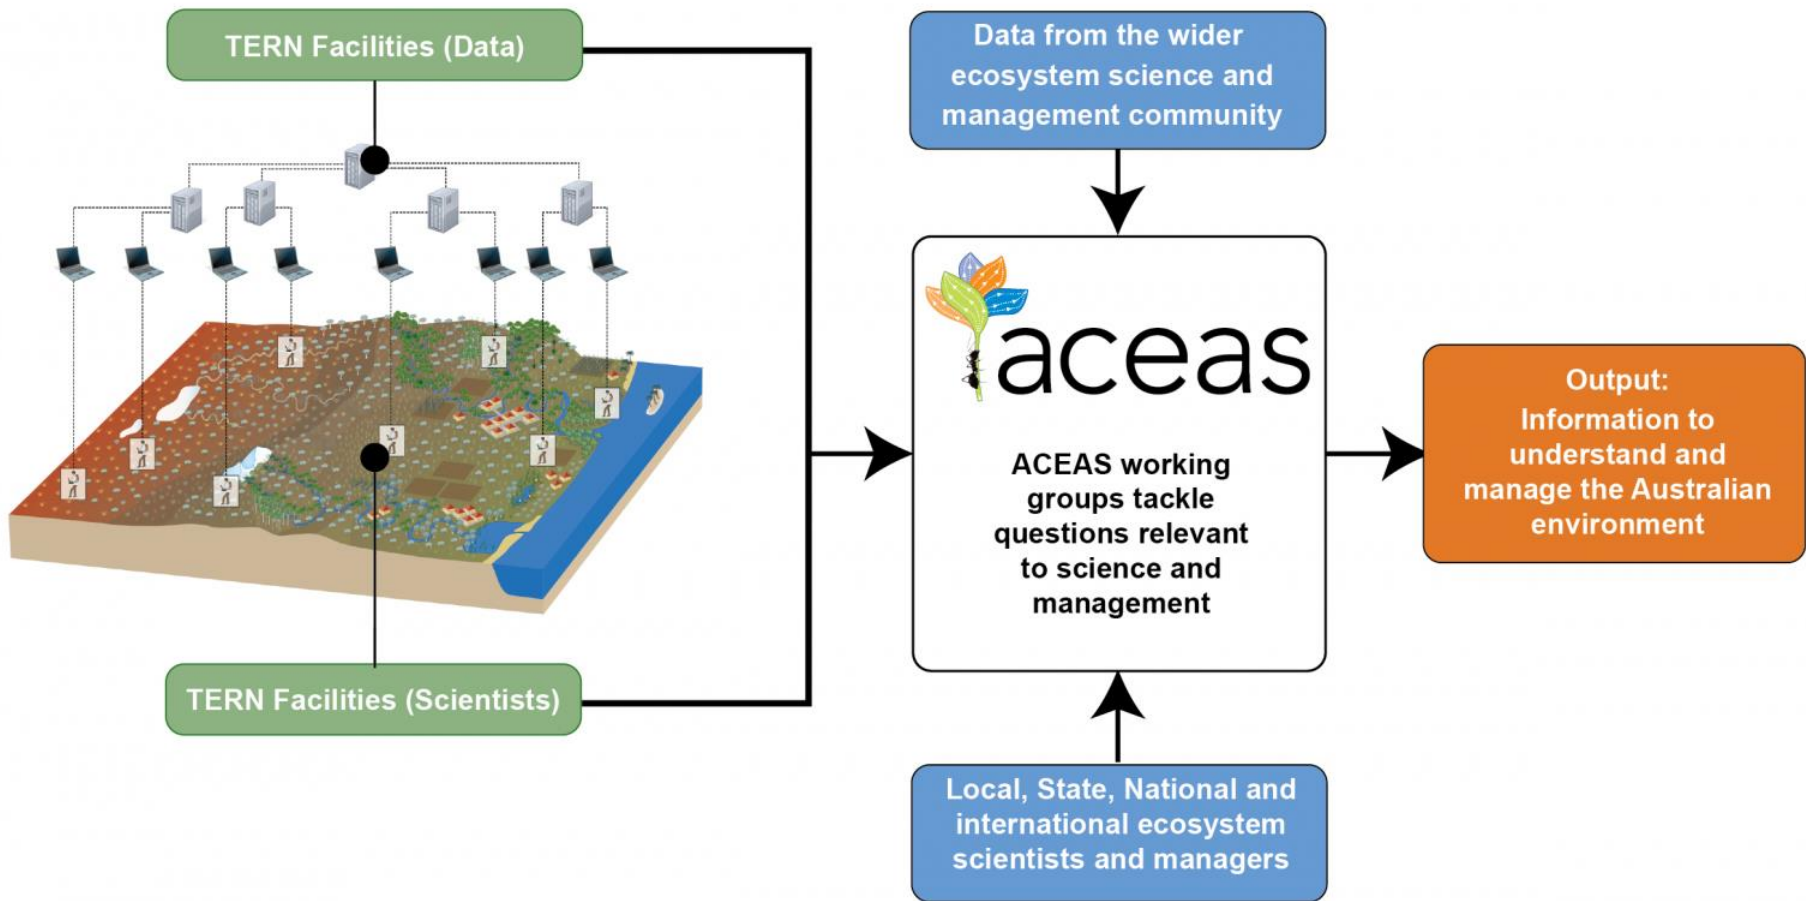 TERN Facilities (Data)
Data from the wider
ecosystem science and
management community
aceas
ACEAS working
groups tackle
questions relevant
to science and
management
Output:
Information to
understand and
manage the Australian
environment
TERN Facilities (Scientists)
Local, State, National and
international ecosystem
scientists and managers